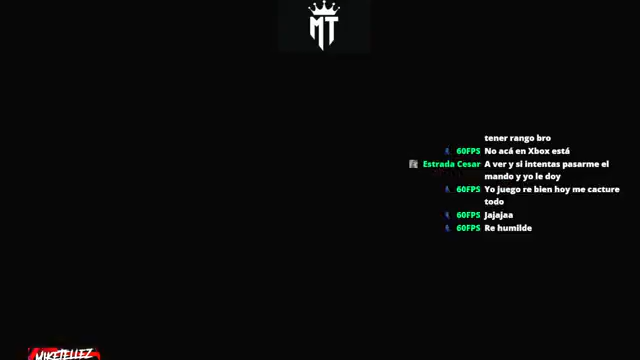 MT
tener rango bro
60FPS No acá en Xbox está
Estrada Cesar A ver y si intentas pasarme el
mando y yo le doy
60FPS Yo juego re bien hoy me cacture
todo
60FPS Jajajaa
60FPS Re humilde
MIKETELLEZ